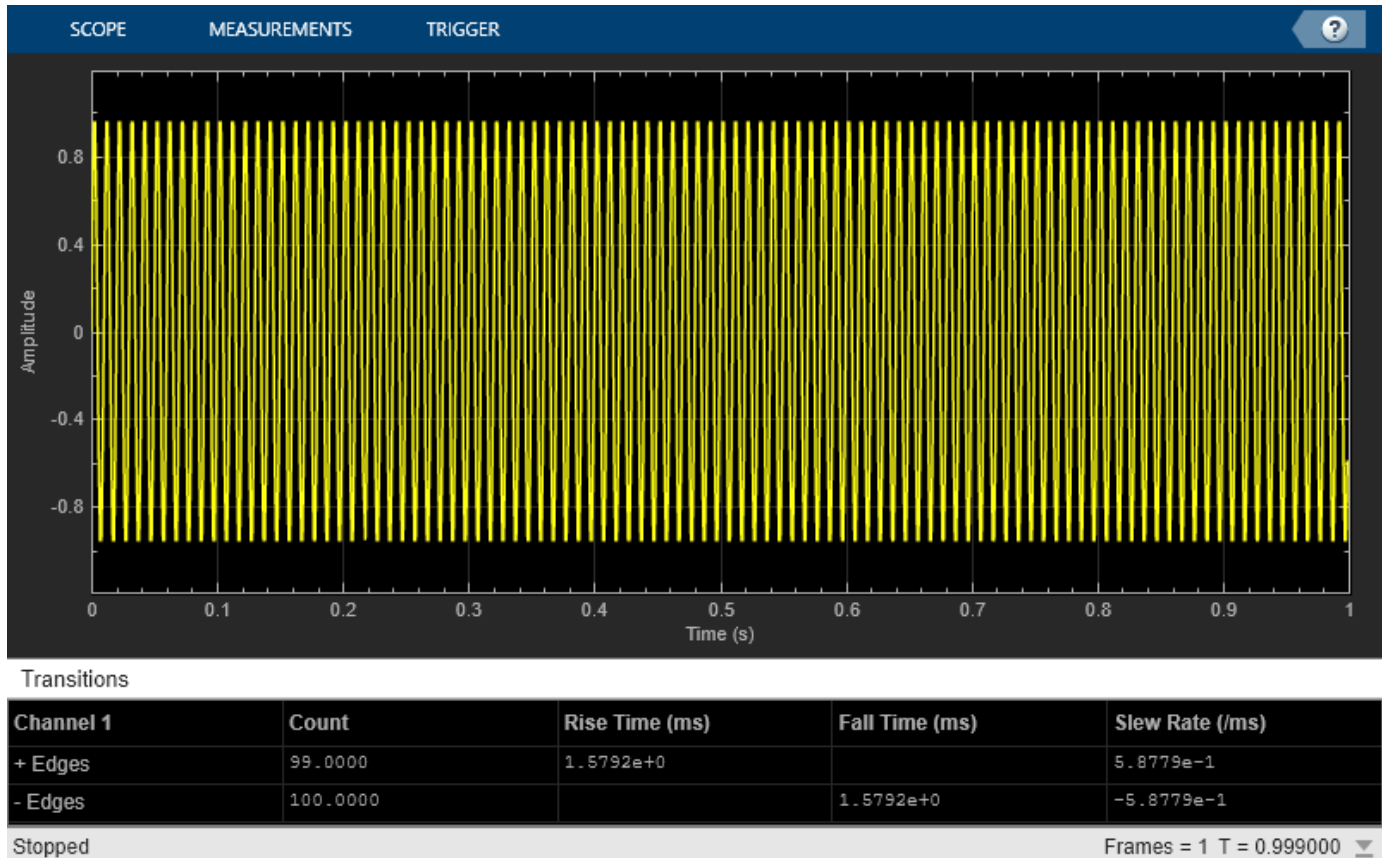 SCOPE MEASUREMENTS TRIGGER ?
0.8
0.4
0
-0.4
-0.8
Amplitude
0 0.1 0.2 0.3 0.4 0.5 0.6 0.7 0.8 0.9 1
Time (s)
Transitions
Channel 1 Count Rise Time (ms) Fall Time (ms) Slew Rate (/ms)
+ Edges 99.0000 1.5792e+0 5.8779e-1
- Edges 100.0000 1.5792e+0 -5.8779e-1
Stopped Frames = 1 T = 0.999000